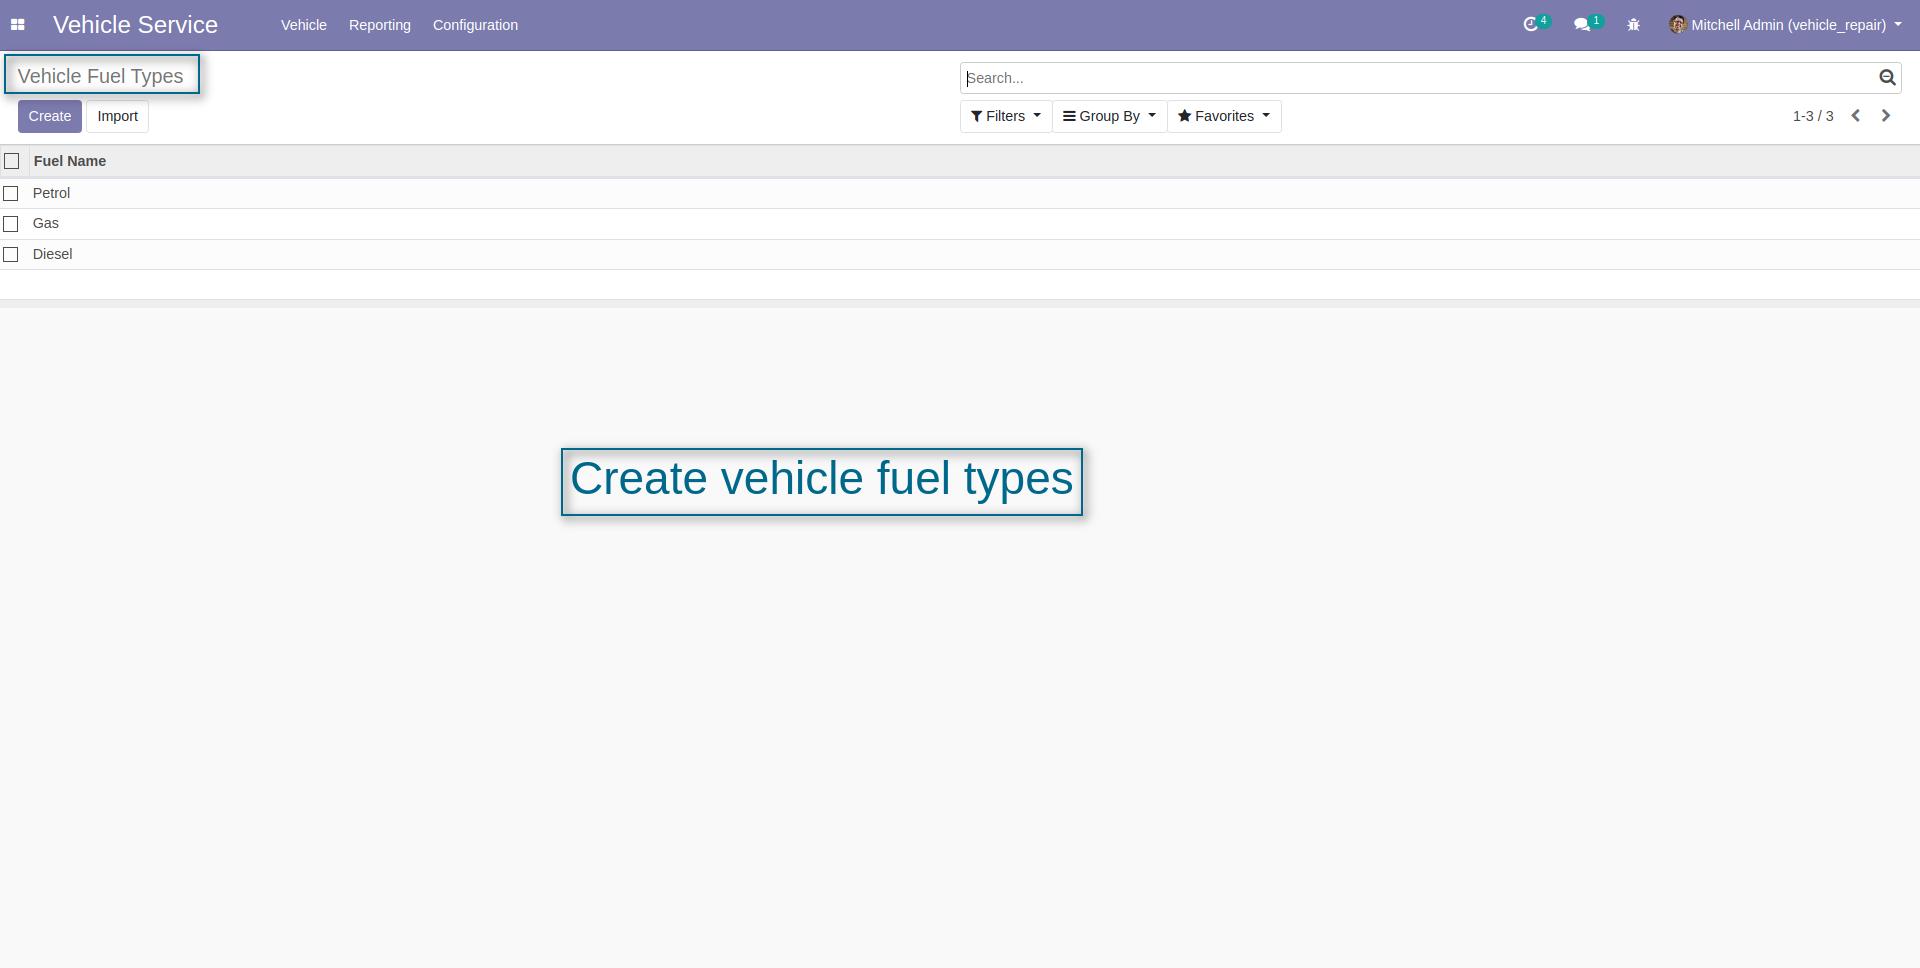 Vehicle Service Vehicle Reporting Configuration 4 1 Mitchell Admin (vehicle_repair)
Vehicle Fuel Types Search...
Create Import Filters Group By Favorites 1-3 / 3
Fuel Name
Petrol
Gas
Diesel
Create vehicle fuel types